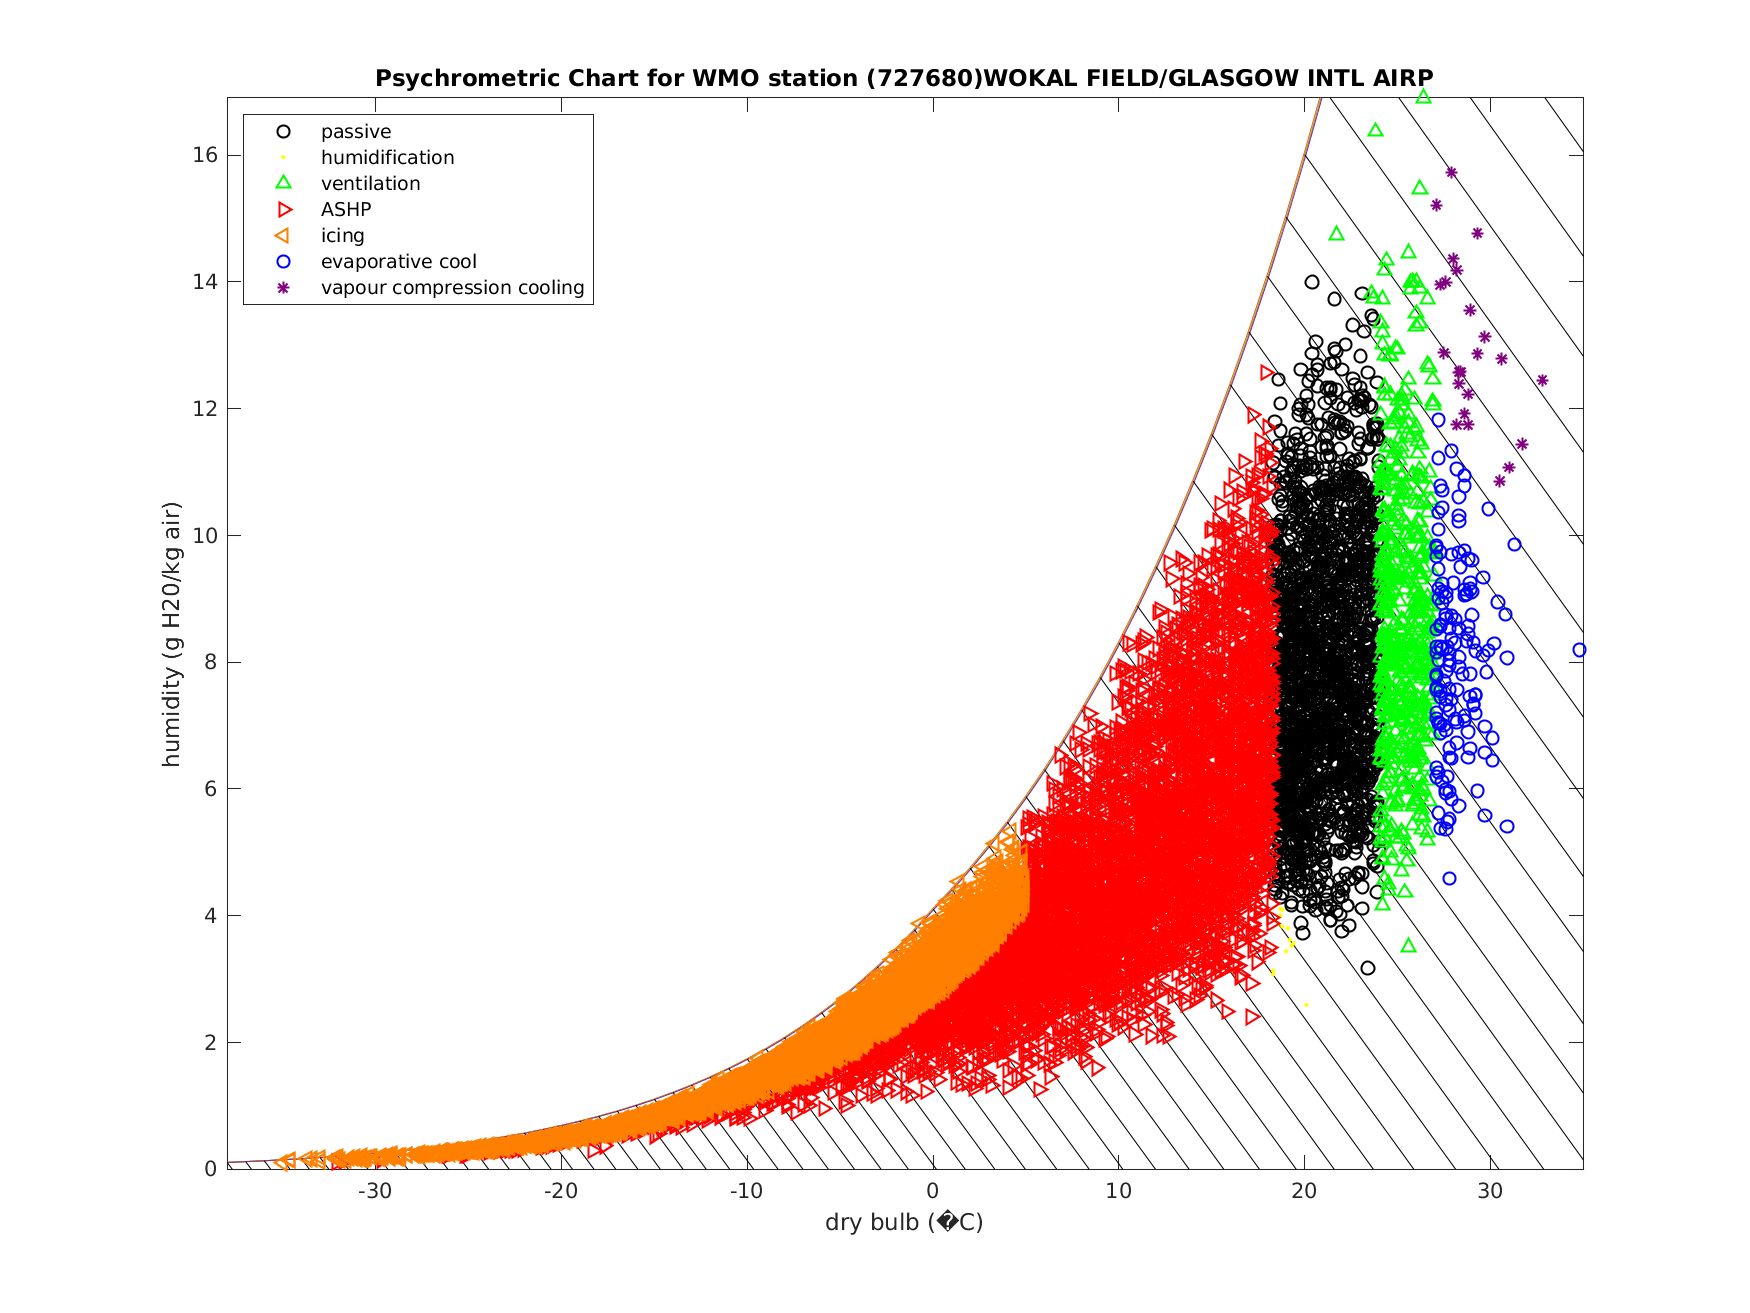 Psychrometric Chart for WMO station (727680)WOKAL FIELD/GLASGOW INTL AIRP
passive
humidification
ventilation
ASHP
icing
evaporative cool
vapour compression cooling
humidity (g H20/kg air)
16
14
12
10
8
6
4
2
0
-30 -20 -10 0 10 20 30
dry bulb (�C)